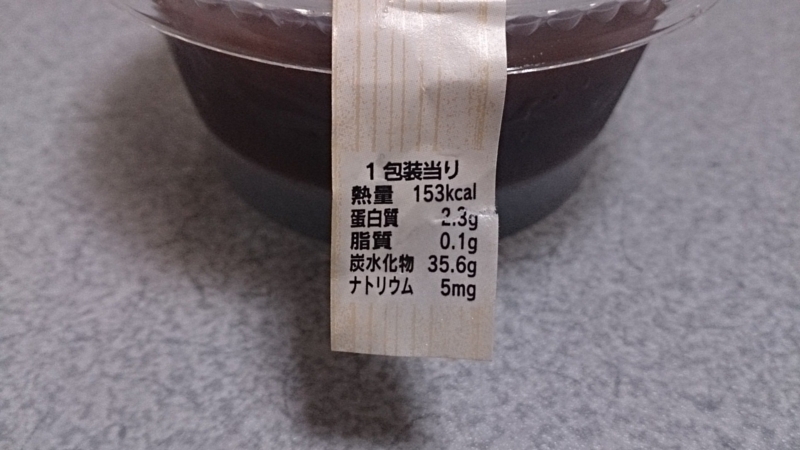 1包装当り
熱量 153kcal
蛋白質 2.3g
脂質 0.1g
炭水化物 35.6g
ナトリウム 5mg